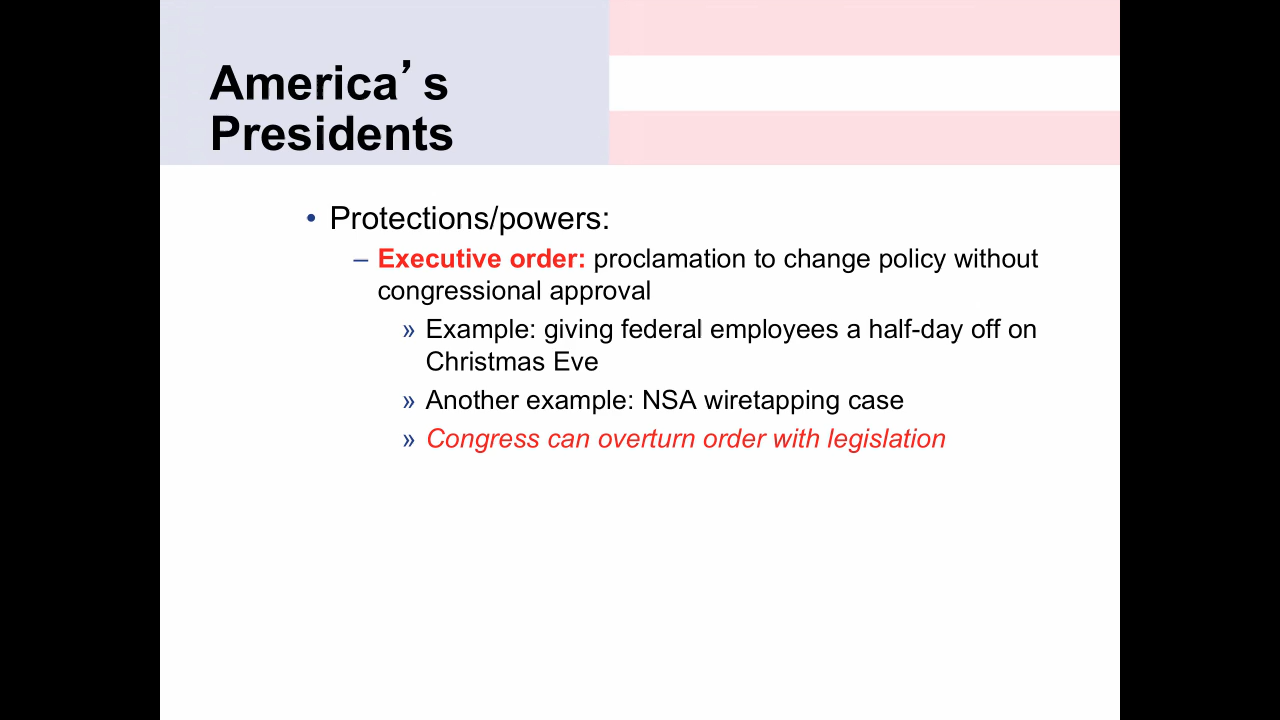 America’s
Presidents
• Protections/powers:
– Executive order: proclamation to change policy without
congressional approval
» Example: giving federal employees a half-day off on
Christmas Eve
» Another example: NSA wiretapping case
» Congress can overturn order with legislation